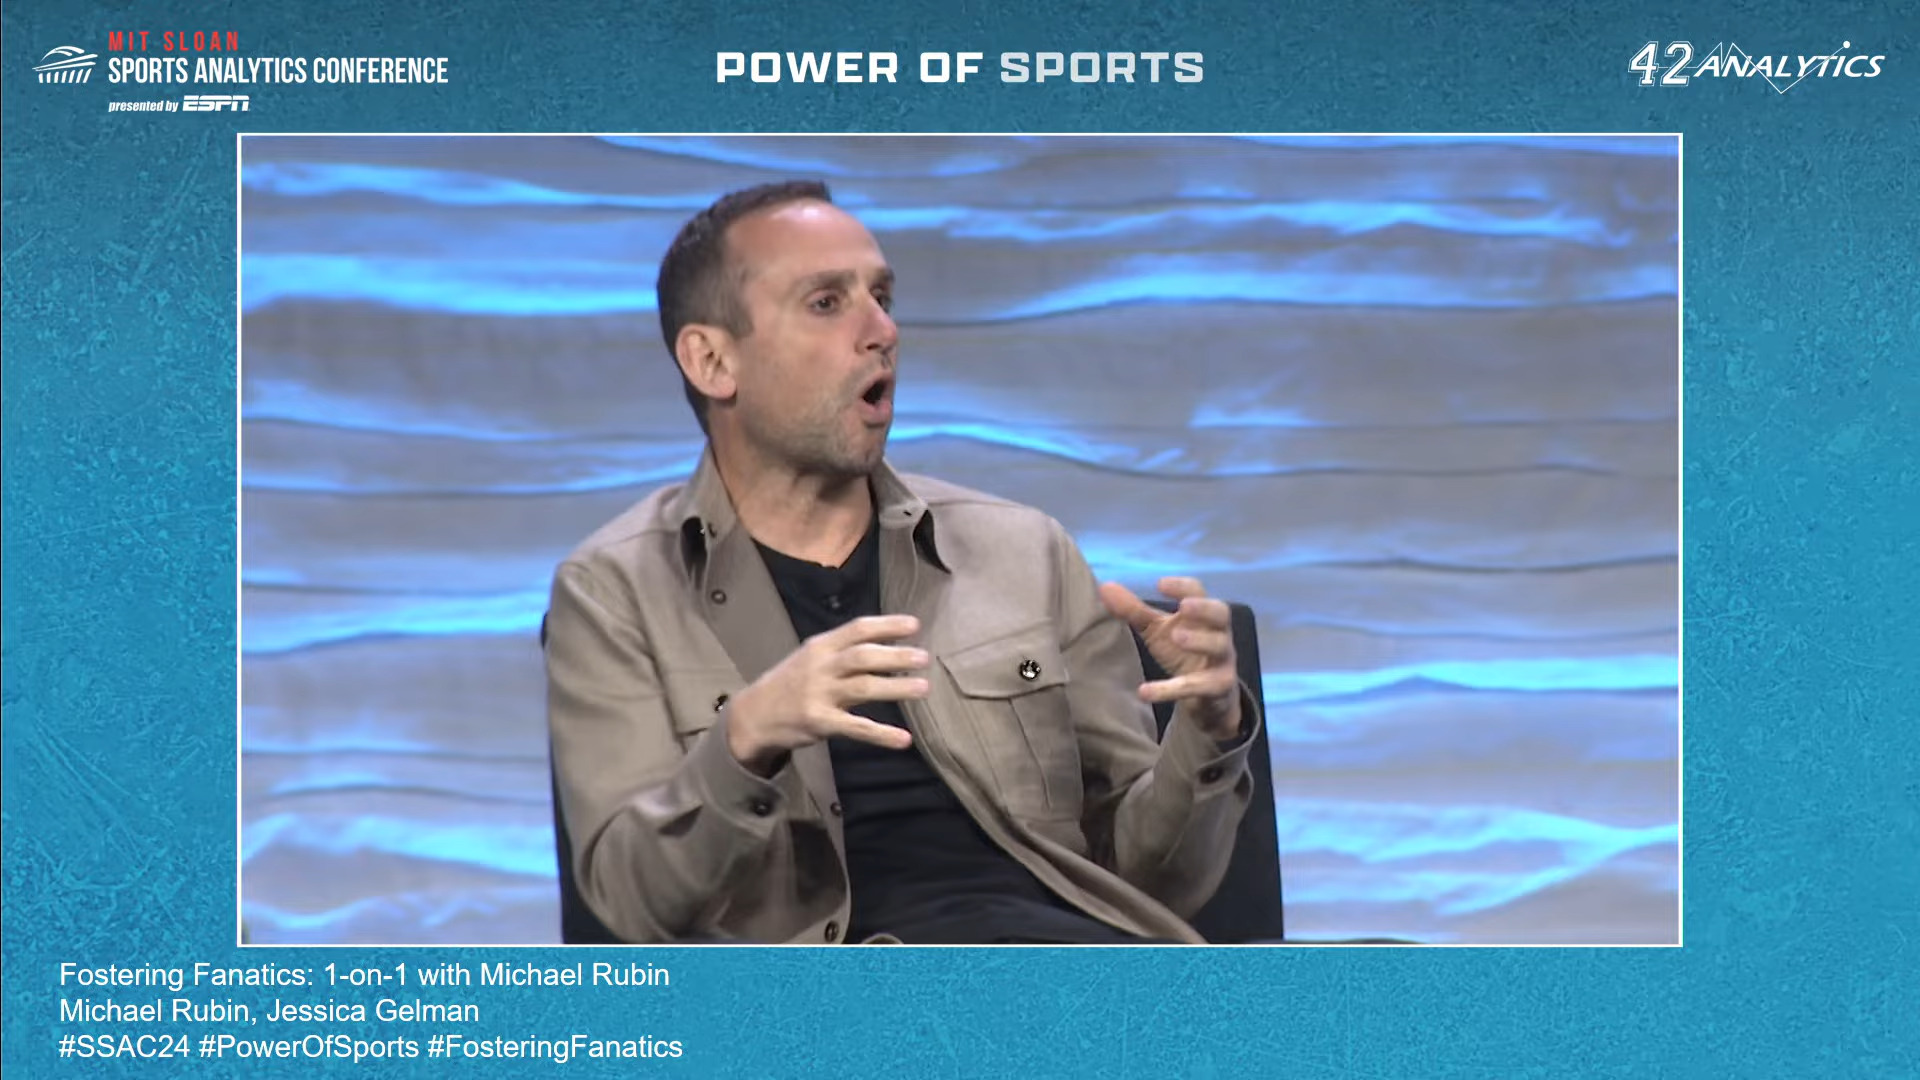 MIT SLOAN
SPORTS ANALYTICS CONFERENCE
presented by ESPN
POWER OF SPORTS
42 ANALYTICS
Fostering Fanatics: 1-on-1 with Michael Rubin
Michael Rubin, Jessica Gelman
#SSAC24 #PowerOfSports #FosteringFanatics